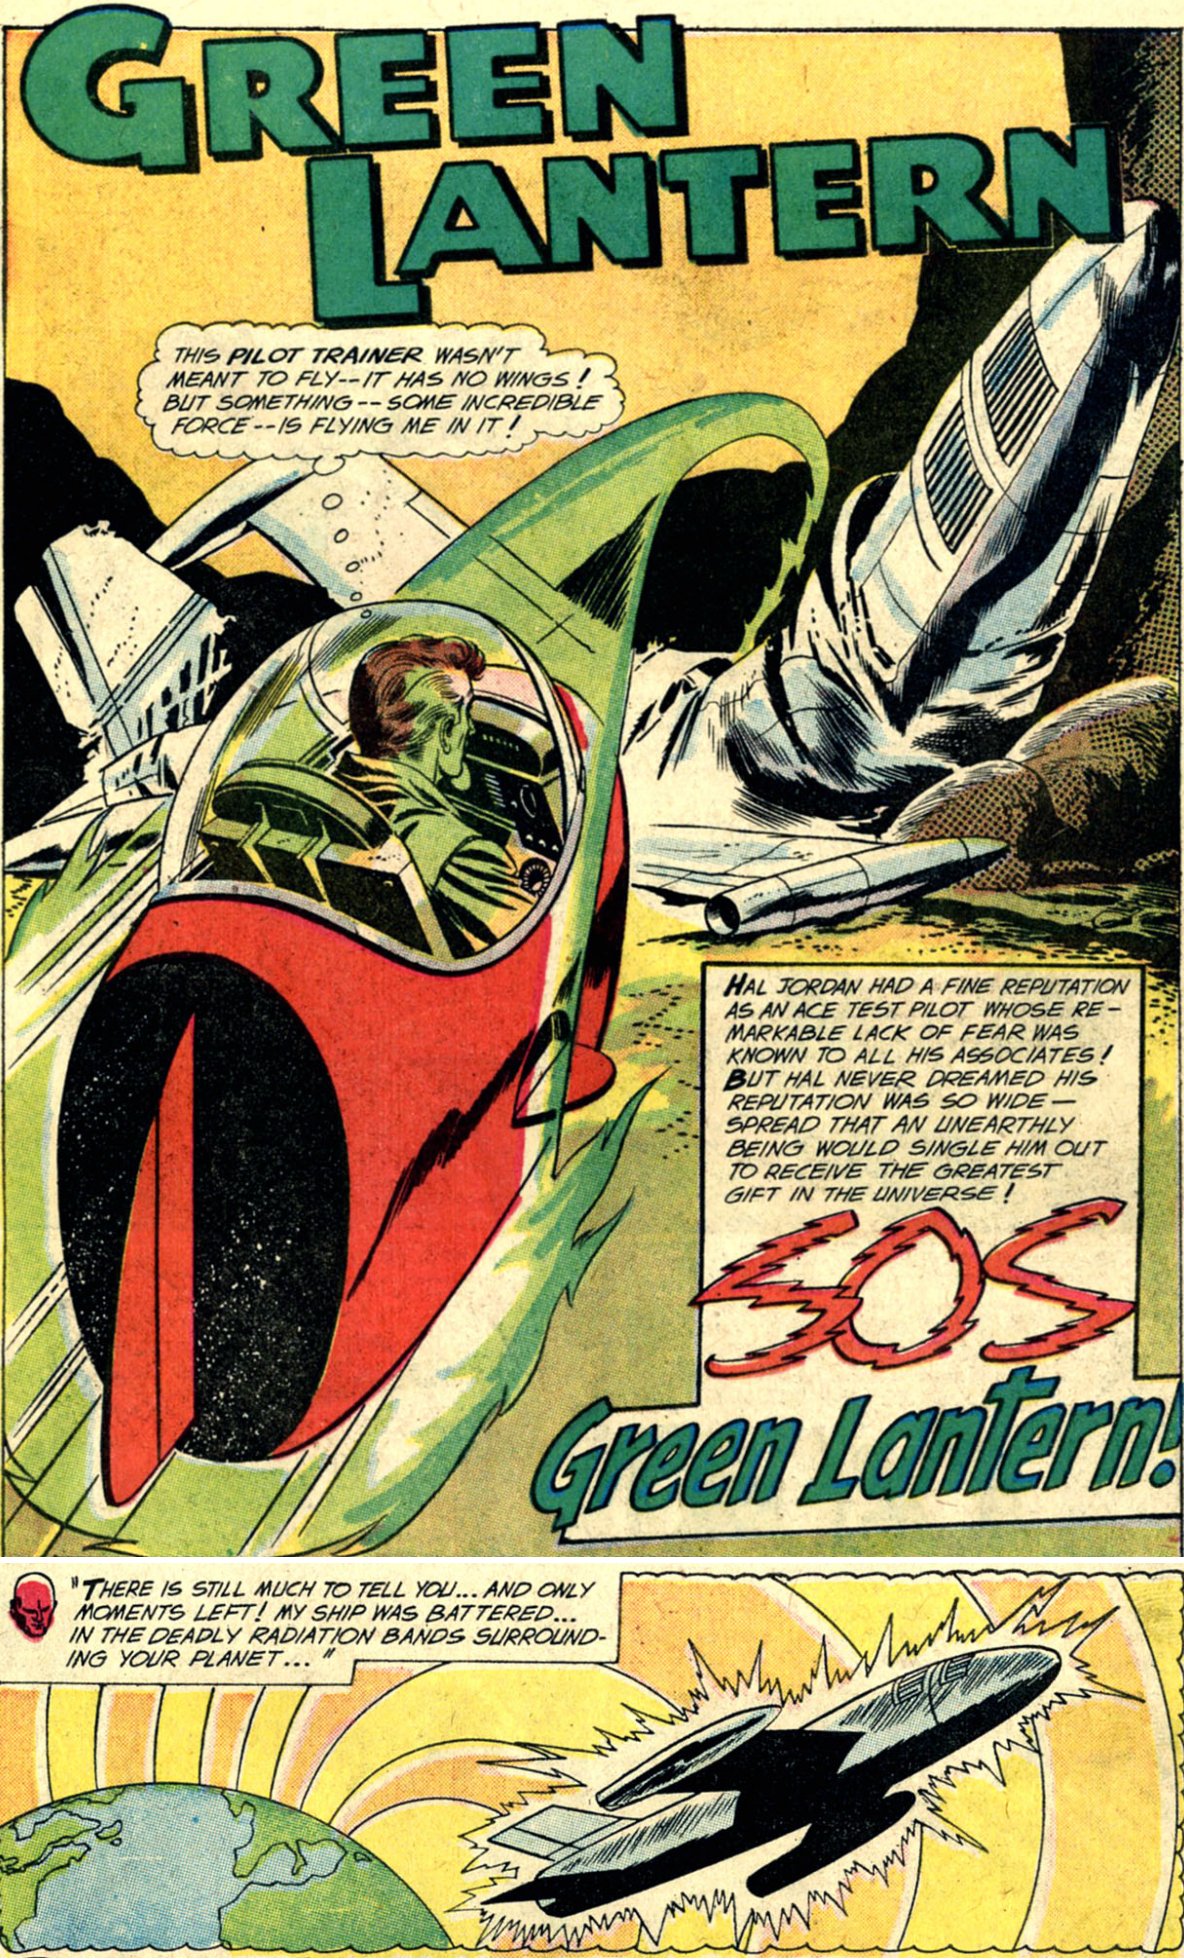 GREEN
LANTERN
THIS PILOT TRAINER WASN'T
MEANT TO FLY--IT HAS NO WINGS!
BUT SOMETHING--SOME INCREDIBLE
FORCE--IS FLYING ME IN IT!
HAL JORDAN HAD A FINE REPUTATION
AS AN ACE TEST PILOT WHOSE RE-
MARKABLE LACK OF FEAR WAS
KNOWN TO ALL HIS ASSOCIATES!
BUT HAL NEVER DREAMED HIS
REPUTATION WAS SO WIDE-
SPREAD THAT AN UNEARTHLY
BEING WOULD SINGLE HIM OUT
TO RECEIVE THE GREATEST
GIFT IN THE UNIVERSE!
SOS
Green Lantern!
"THERE IS STILL MUCH TO TELL YOU... AND ONLY
MOMENTS LEFT! MY SHIP WAS BATTERED...
IN THE DEADLY RADIATION BANDS SURROUND-
ING YOUR PLANET..."